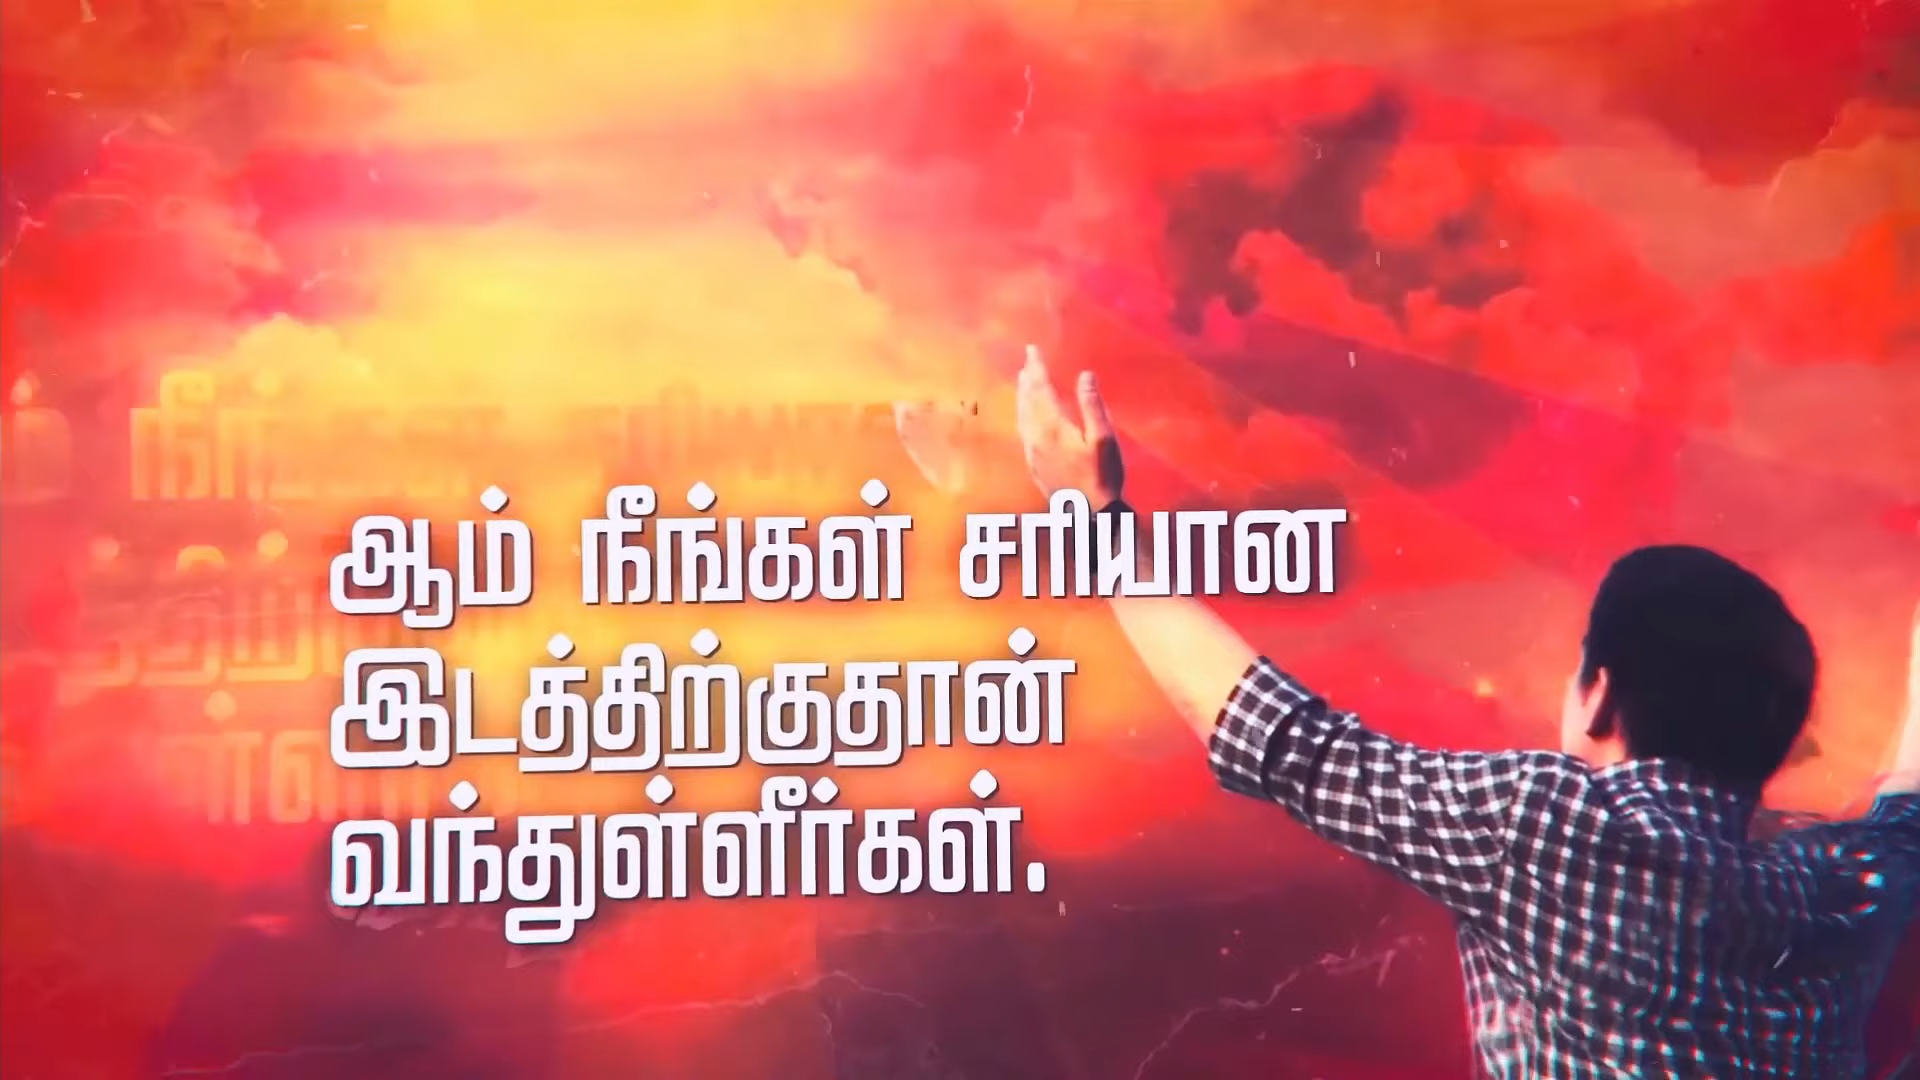 ஆம் நீங்கள் சரியான
இடத்திற்குதான்
வந்துள்ளீர்கள்.